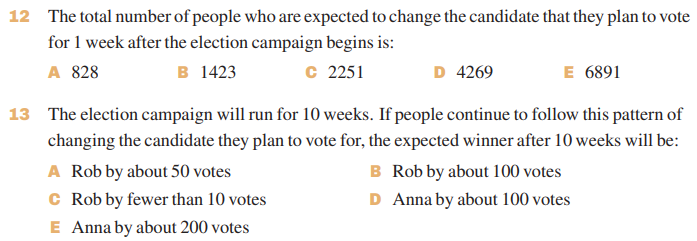 12 The total number of people who are expected to change the candidate that they plan to vote
for 1 week after the election campaign begins is:
A 828 B 1423 C 2251 D 4269 E 6891
13 The election campaign will run for 10 weeks. If people continue to follow this pattern of
changing the candidate they plan to vote for, the expected winner after 10 weeks will be:
A Rob by about 50 votes B Rob by about 100 votes
C Rob by fewer than 10 votes D Anna by about 100 votes
E Anna by about 200 votes